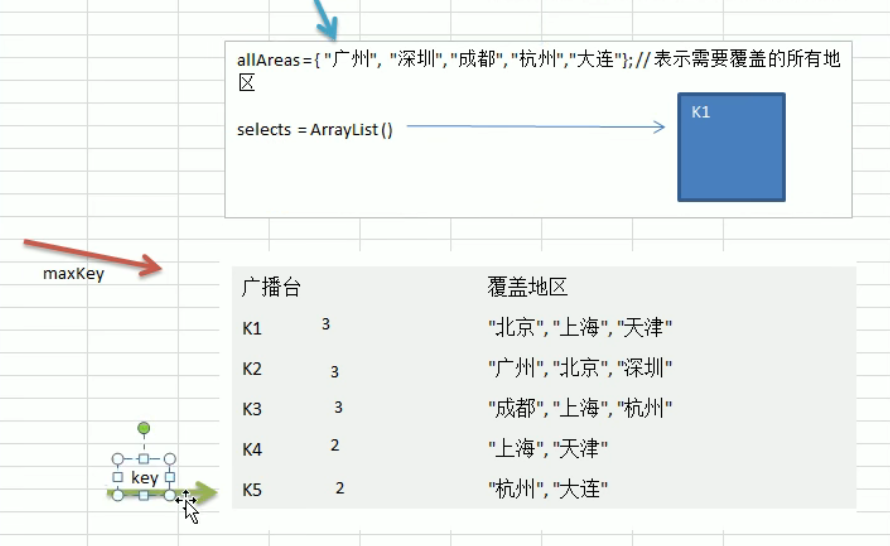 allAreas={ "广州", "深圳","成都","杭州","大连"};//表示需要覆盖的所有地
区
selects = ArrayList()
K1
maxKey
广播台 覆盖地区
K1 3 "北京","上海","天津"
K2 3 "广州","北京","深圳"
K3 3 "成都","上海","杭州"
K4 2 "上海","天津"
key
K5 2 "杭州","大连"